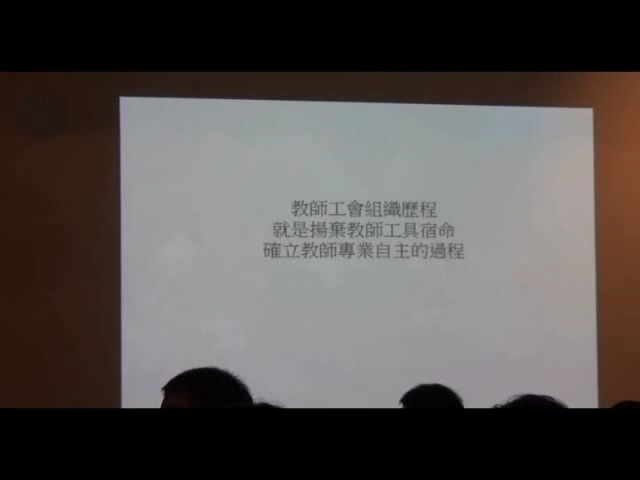 教師工會組織歷程
就是揚棄教師工具宿命
確立教師專業自主的過程